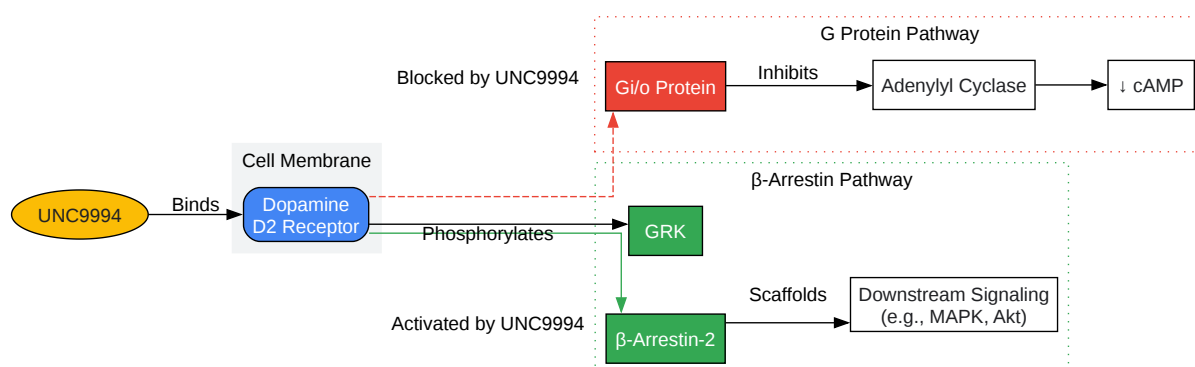 G Protein Pathway
Blocked by UNC9994
Gi/o Protein
Inhibits
Adenylyl Cyclase
↓ cAMP
Cell Membrane
UNC9994
Binds
Dopamine
D2 Receptor
β-Arrestin Pathway
Phosphorylates
GRK
Activated by UNC9994
β-Arrestin-2
Scaffolds
Downstream Signaling
(e.g., MAPK, Akt)